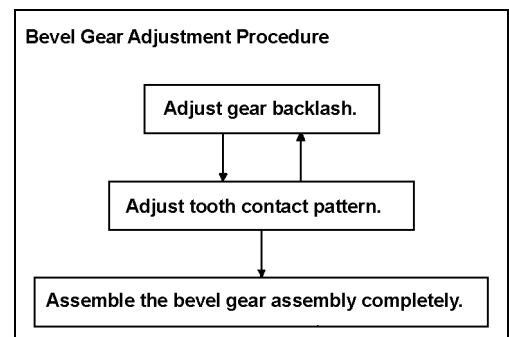 Bevel Gear Adjustment Procedure
Adjust gear backlash.
Adjust tooth contact pattern.
Assemble the bevel gear assembly completely.